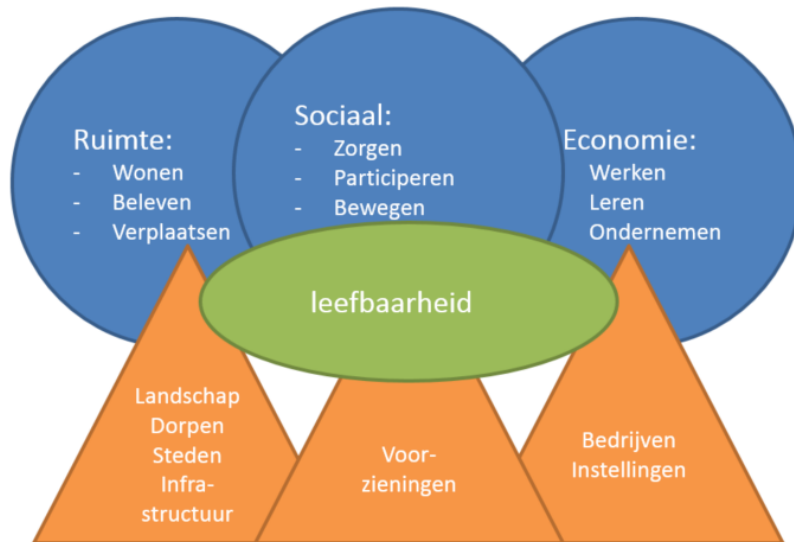 Ruimte:
- Wonen
- Beleven
- Verplaatsen
Sociaal:
- Zorgen
- Participeren
- Bewegen
Economie:
Werken
Leren
Ondernemen
leefbaarheid
Landschap
Dorpen
Steden
Infra-
structuur
Voor-
zieningen
Bedrijven
Instellingen